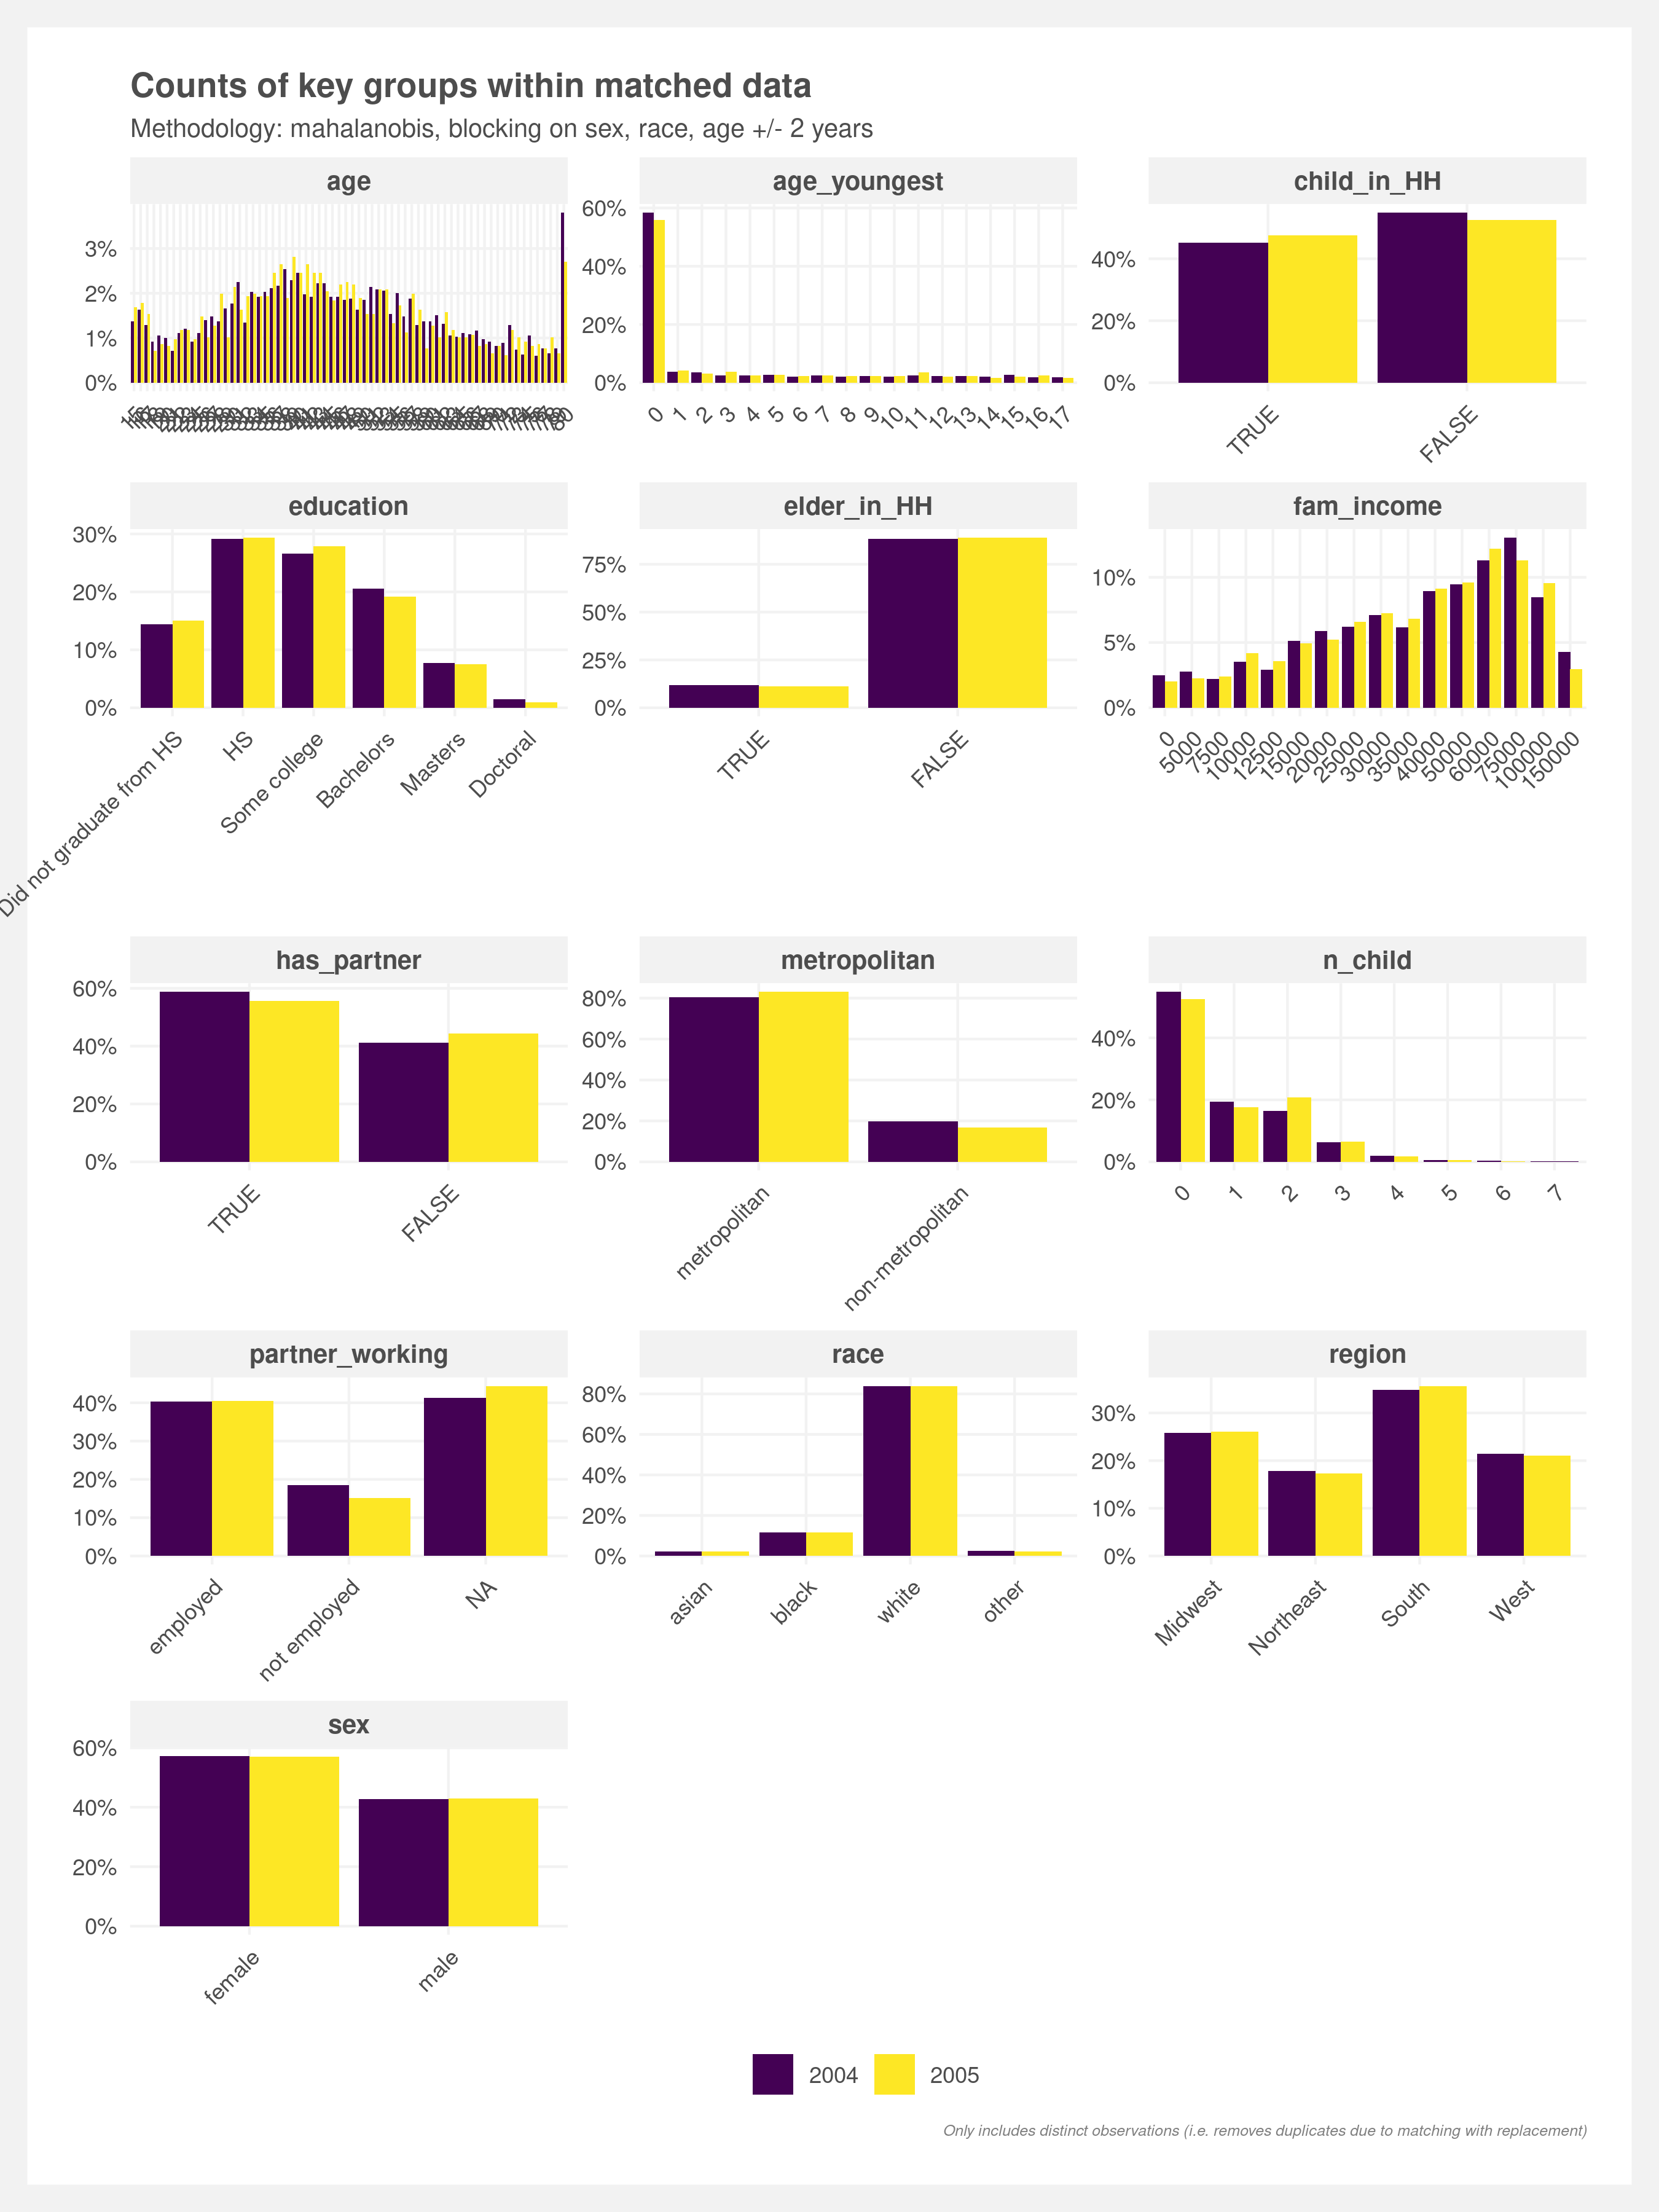 Counts of key groups within matched data
Methodology: mahalanobis, blocking on sex, race, age +/- 2 years
age
3%
2%
1%
0%
age_youngest
60%
40%
20%
0%
0 1 2 3 4 5 6 7 8 9 10 11 12 13 14 15 16 17
child_in_HH
40%
20%
0%
TRUE FALSE
education
30%
20%
10%
0%
Did not graduate from HS HS Some college Bachelors Masters Doctoral
elder_in_HH
75%
50%
25%
0%
TRUE FALSE
fam_income
10%
5%
0%
0 5000 7500 10000 12500 15000 20000 25000 30000 35000 40000 50000 60000 75000 100000 150000
has_partner
60%
40%
20%
0%
TRUE FALSE
metropolitan
80%
60%
40%
20%
0%
metropolitan non-metropolitan
n_child
40%
20%
0%
0 1 2 3 4 5 6 7
partner_working
40%
30%
20%
10%
0%
employed not employed NA
race
80%
60%
40%
20%
0%
asian black white other
region
30%
20%
10%
0%
Midwest Northeast South West
sex
60%
40%
20%
0%
female male
2004 2005
Only includes distinct observations (i.e. removes duplicates due to matching with replacement)